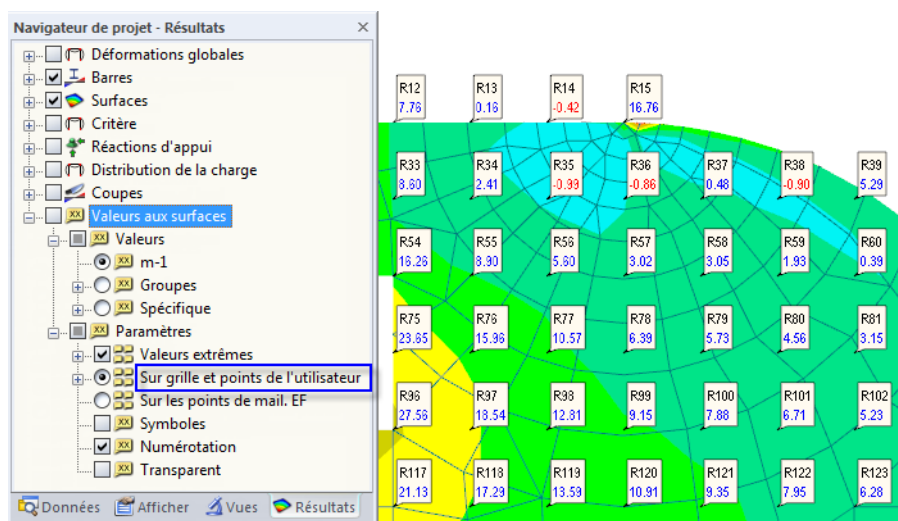 Navigateur de projet - Résultats
Déformations globales
Barres
Surfaces
Critère
Réactions d'appui
Distribution de la charge
Coupes
Valeurs aux surfaces
Valeurs
m-1
Groupes
Spécifique
Paramètres
Valeurs extrêmes
Sur grille et points de l'utilisateur
Sur les points de mail. EF
Symboles
Numérotation
Transparent
Données Afficher Vues Résultats
R12 R13 R14 R15
7.76 0.16 -0.42 16.76
R33 R34 R35 R36 R37 R38 R39
3.60 2.41 -0.99 -0.86 0.48 -0.90 5.29
R54 R55 R56 R57 R58 R59 R60
16.26 8.90 5.60 3.02 3.05 1.93 0.39
R75 R76 R77 R78 R79 R80 R81
23.65 15.96 10.57 6.39 5.73 4.56 3.15
R96 R97 R98 R99 R100 R101 R102
27.56 18.54 12.81 9.15 7.88 6.71 5.23
R117 R118 R119 R120 R121 R122 R123
21.13 17.29 13.59 10.91 9.35 7.95 6.28